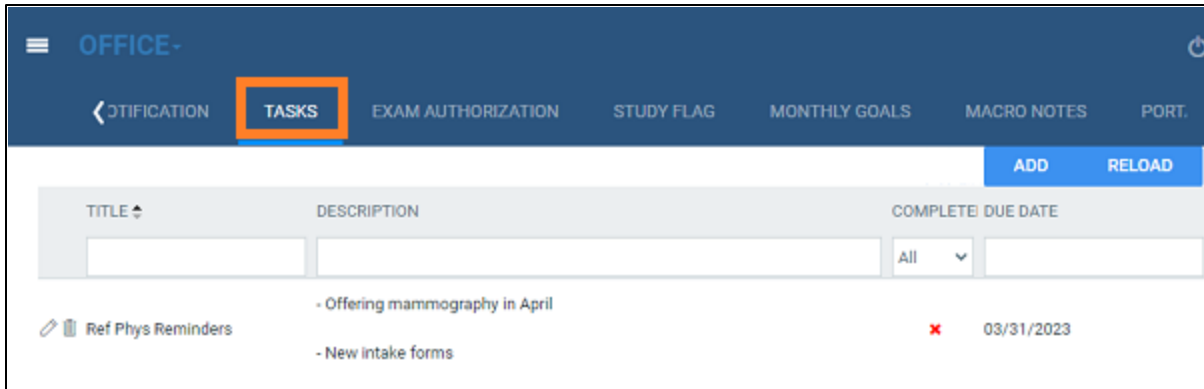 OFFICE
OTIFICATION TASKS EXAM AUTHORIZATION STUDY FLAG MONTHLY GOALS MACRO NOTES PORT.
ADD RELOAD
TITLE DESCRIPTION COMPLETE DUE DATE
All
- Offering mammography in April
Ref Phys Reminders 03/31/2023
- New intake forms